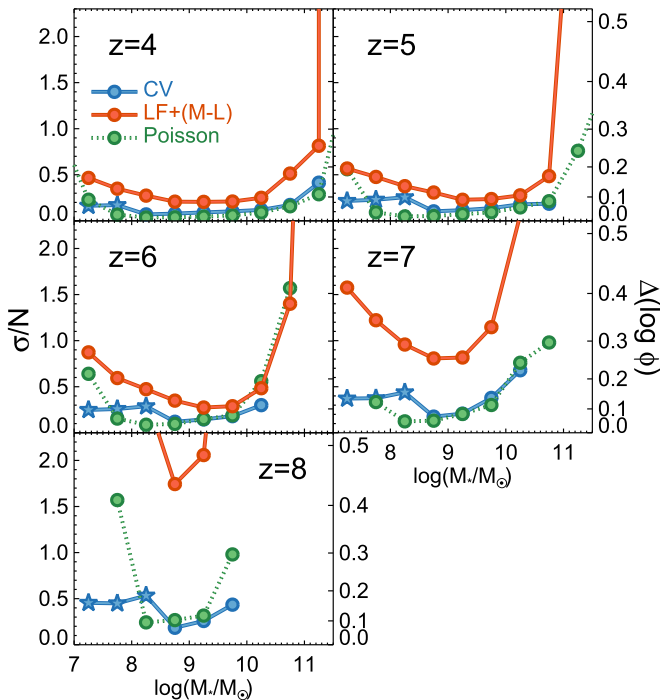 z=4
z=5
CV
LF+(M-L)
Poisson
2.0
1.5
1.0
0.5
0.0
0.5
0.4
0.3
0.2
0.1
0.0
z=6
z=7
2.0
1.5
1.0
0.5
0.0
0.5
0.4
0.3
0.2
0.1
0.0
σ/N
Δ(log ϕ)
8 9 10 11
log(M*/M⊙)
z=8
2.0
1.5
1.0
0.5
0.0
0.5
0.4
0.3
0.2
0.1
0.0
7 8 9 10 11
log(M*/M⊙)